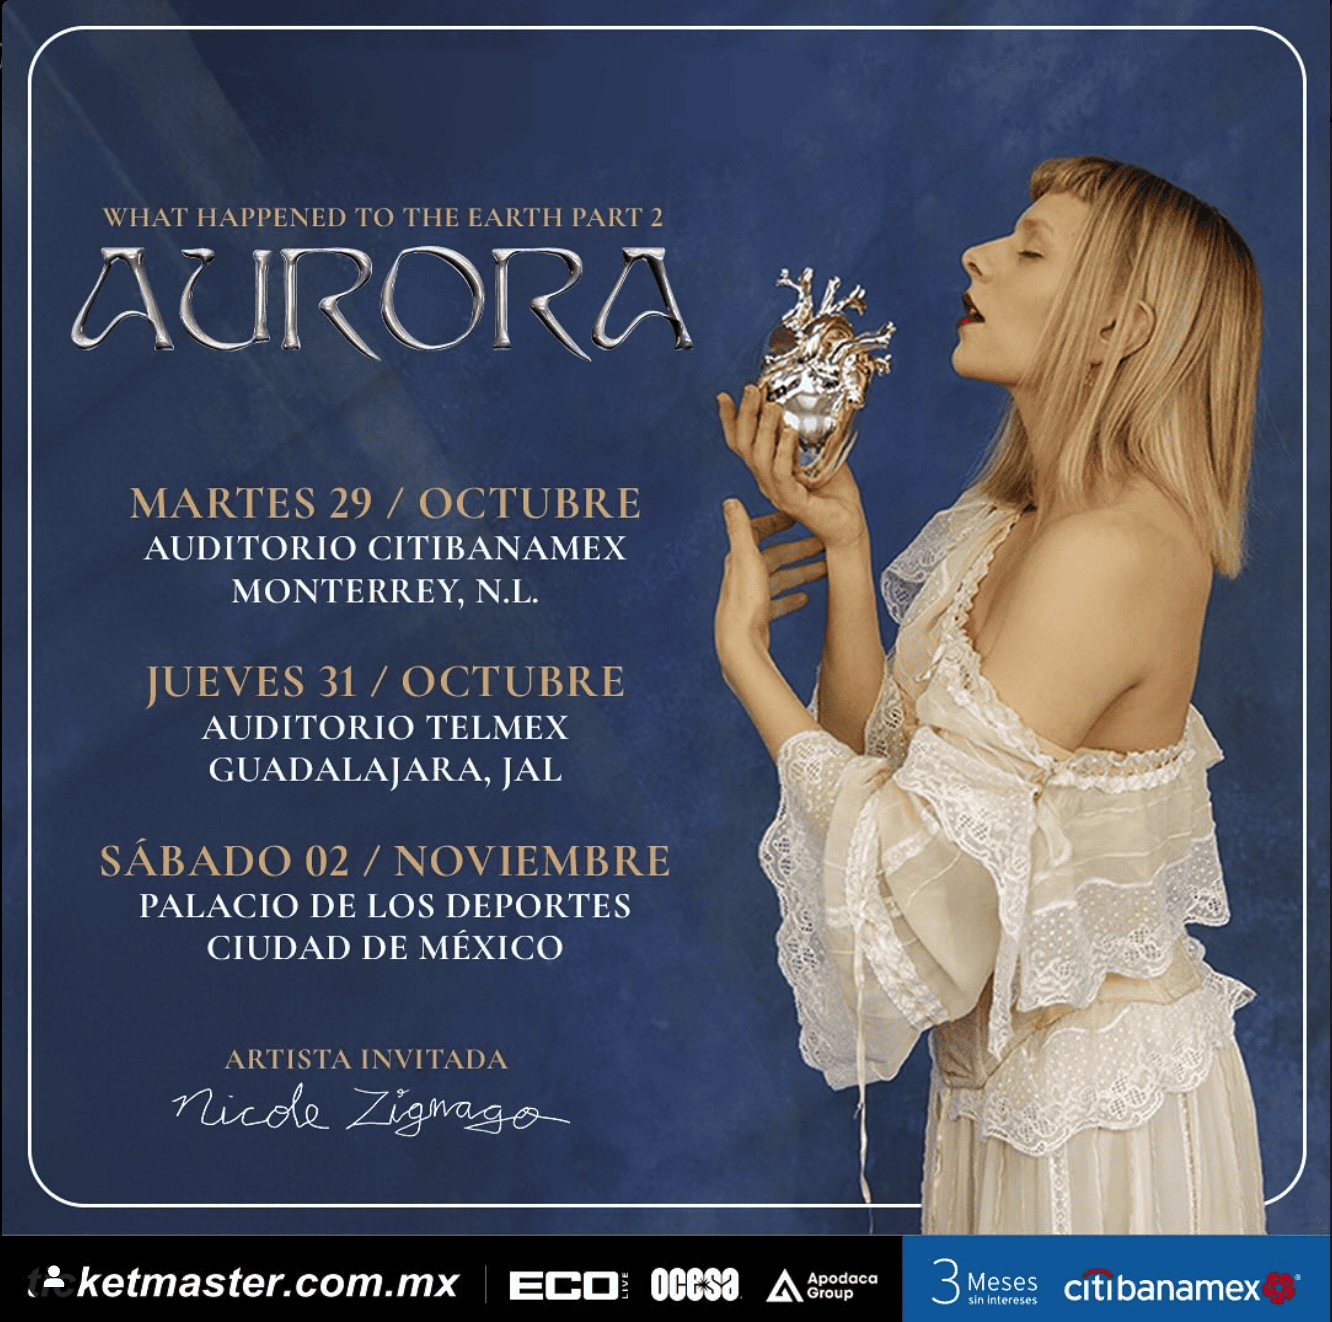 WHAT HAPPENED TO THE EARTH PART 2
AURORA
MARTES 29 / OCTUBRE
AUDITORIO CITIBANAMEX
MONTERREY, N.L.
JUEVES 31 / OCTUBRE
AUDITORIO TELMEX
GUADALAJARA, JAL
SÁBADO 02 / NOVIEMBRE
PALACIO DE LOS DEPORTES
CIUDAD DE MÉXICO
ARTISTA INVITADA
Nicole Zignago
ticketmaster.com.mx | ECO LIVE ocesa Apodaca Group 3 Meses sin intereses citibanamex